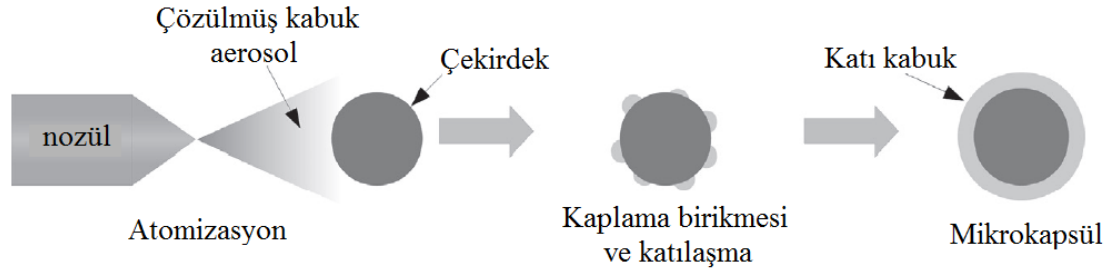 Çözülmüş kabuk
aerosol
Çekirdek
Katı kabuk
nozül
Atomizasyon
Kaplama birikmesi
ve katılaşma
Mikrokapsül